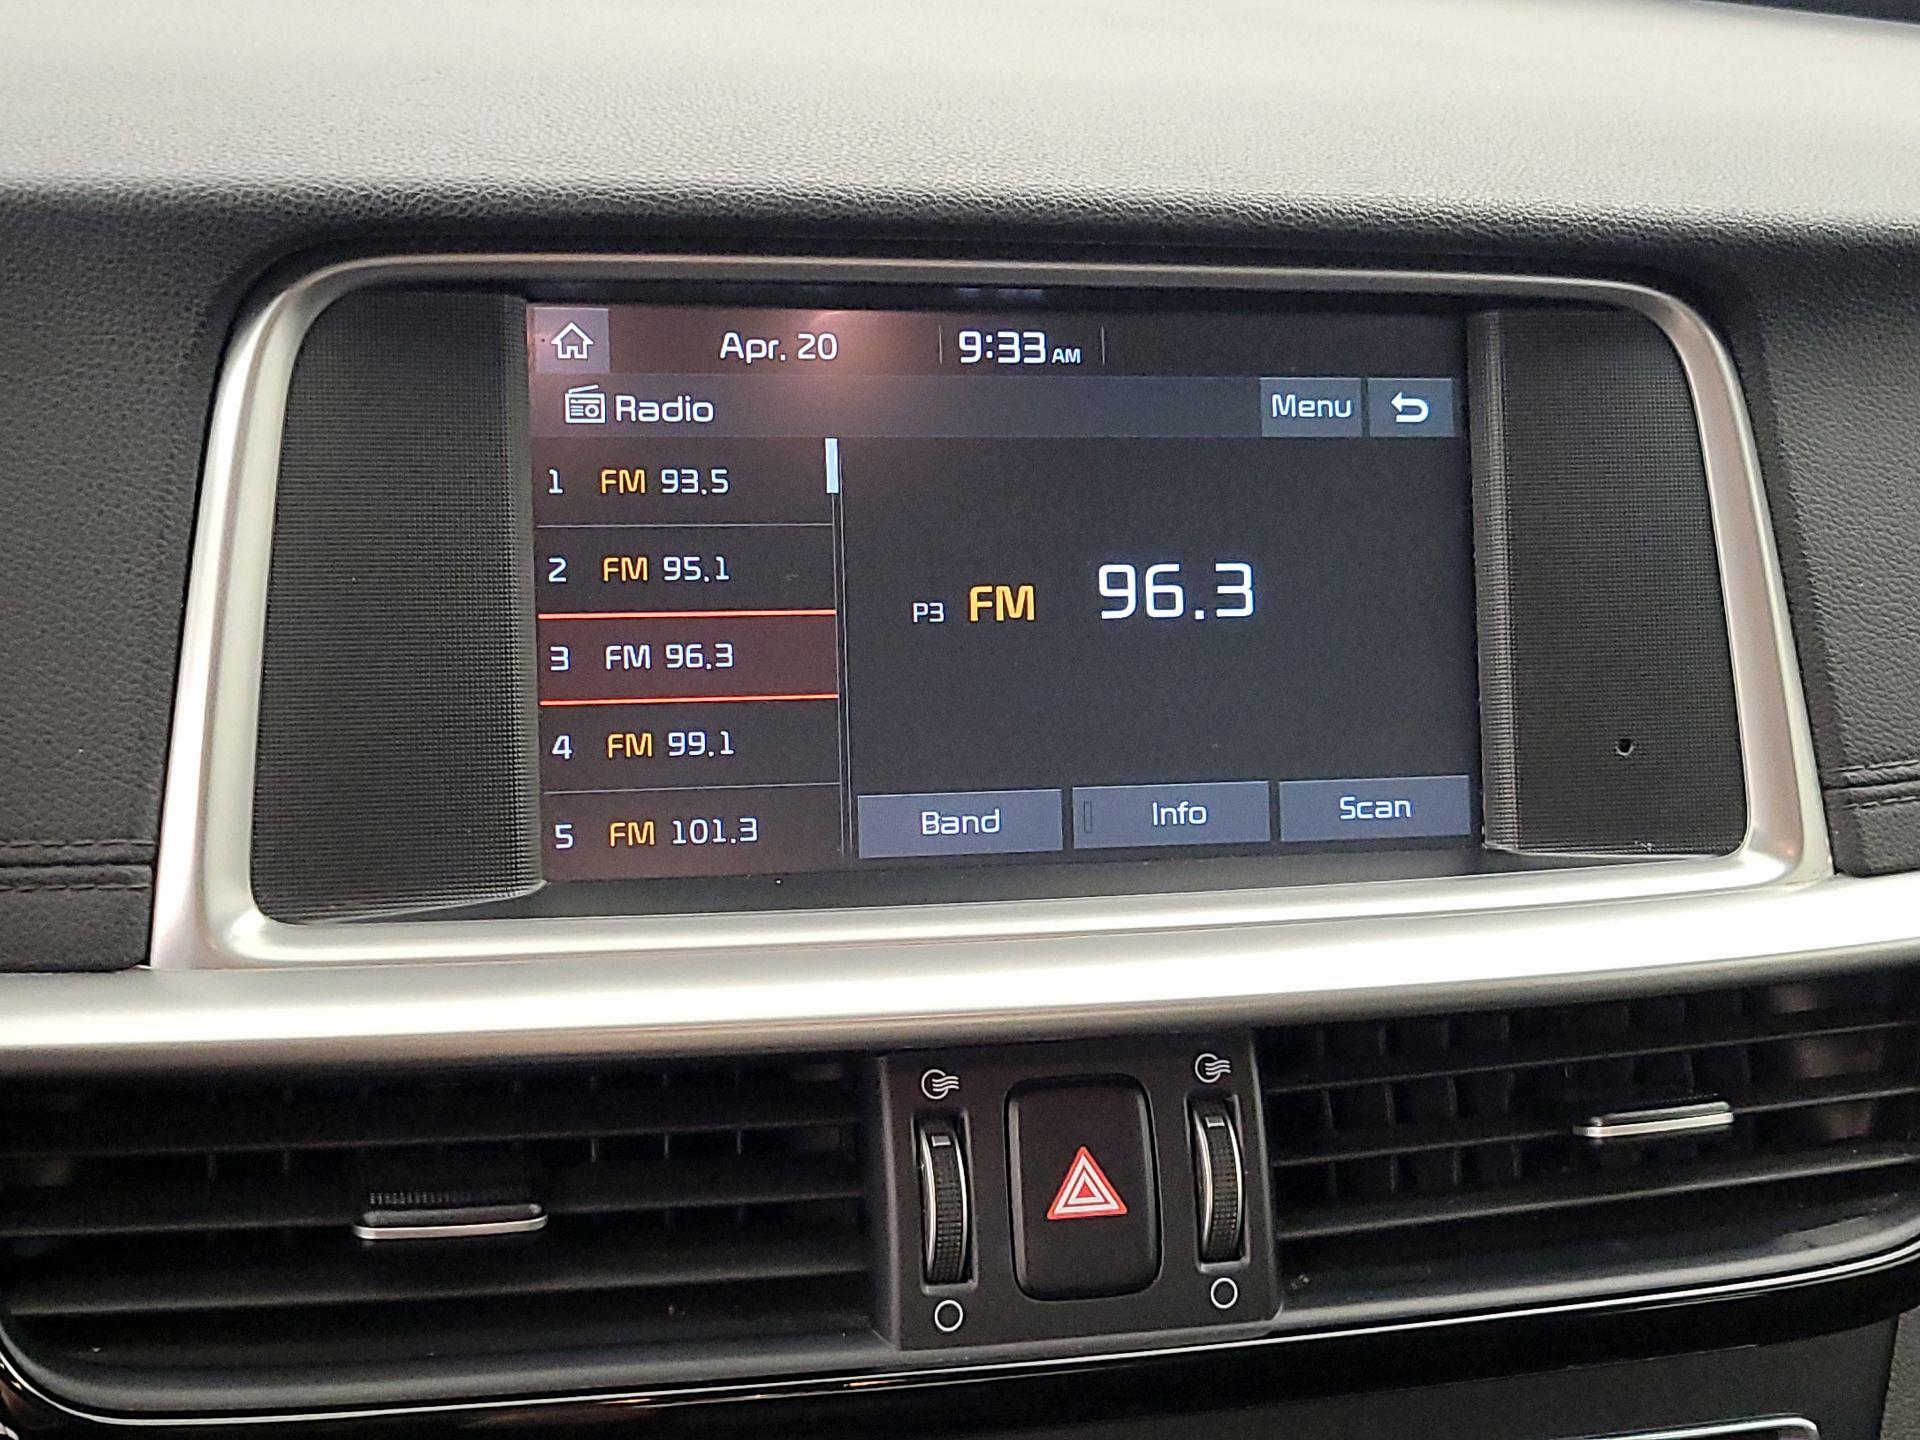 Apr. 20 9:33 AM
Radio Menu
1 FM 93.5
2 FM 95.1
3 FM 96.3
4 FM 99.1
5 FM 101.3
P3 FM 96.3
Band Info Scan